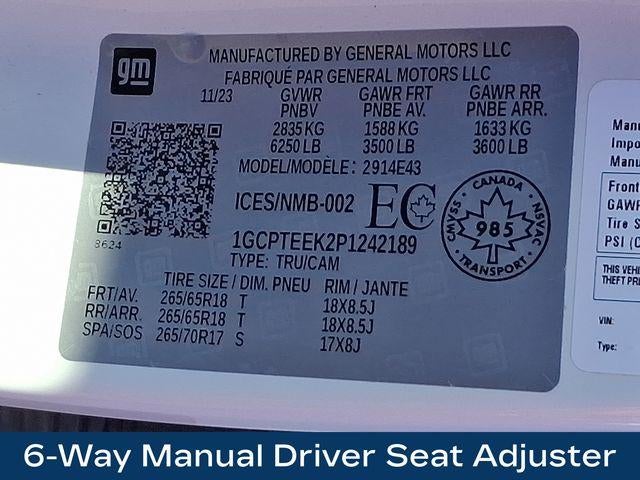 gm
MANUFACTURED BY GENERAL MOTORS LLC
FABRIQUÉ PAR GENERAL MOTORS LLC
11/23 GVWR GAWR FRT GAWR RR
PNBV PNBE AV. PNBE ARR.
2835 KG 1588 KG 1633 KG
6250 LB 3500 LB 3600 LB
MODEL/MODÈLE: 2914E43
ICES/NMB-002 EC
CANADA
CMVSS 985 NSVAC
TRANSPORT
8624
1GCPTEEK2P1242189
TYPE: TRU/CAM
TIRE SIZE / DIM. PNEU RIM / JANTE
FRT/AV. 265/65R18 T 18X8.5J
RR/ARR. 265/65R18 T 18X8.5J
SPA/SOS 265/70R17 S 17X8J
Manu
Impo
Manu
Front
GAWR
Tire S
PSI (C
THIS VEHI
THEFT PRE
VIN:
Type:
6-Way Manual Driver Seat Adjuster